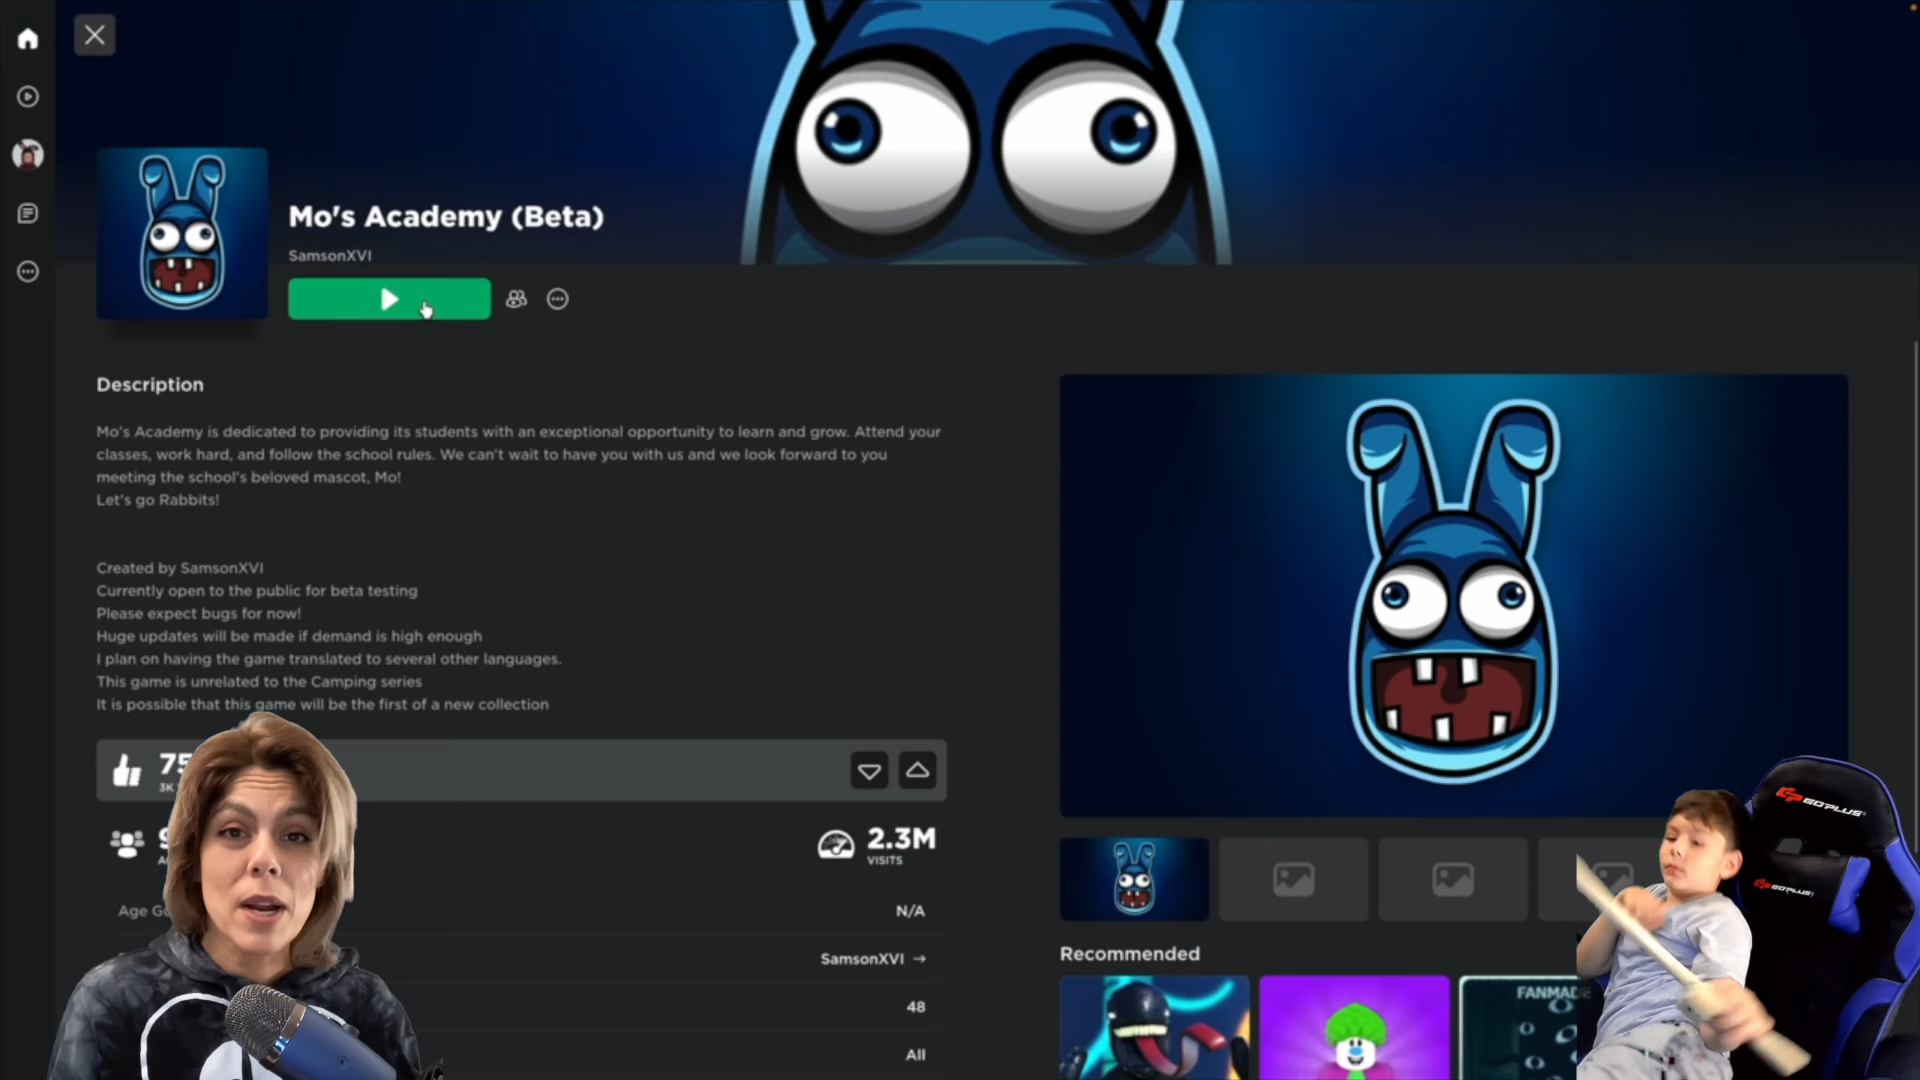 Mo's Academy (Beta)
SamsonXVI
Description
Mo's Academy is dedicated to providing its students with an exceptional opportunity to learn and grow. Attend your
classes, work hard, and follow the school rules. We can't wait to have you with us and we look forward to you
meeting the school's beloved mascot, Mo!
Let's go Rabbits!
Created by SamsonXVI
Currently open to the public for beta testing
Please expect bugs for now!
Huge updates will be made if demand is high enough
I plan on having the game translated to several other languages.
This game is unrelated to the Camping series
It is possible that this game will be the first of a new collection
75
3K
2.3M
VISITS
Age
N/A
SamsonXVI →
48
All
Recommended
FANMADE
GOPLUS
GOPLUS